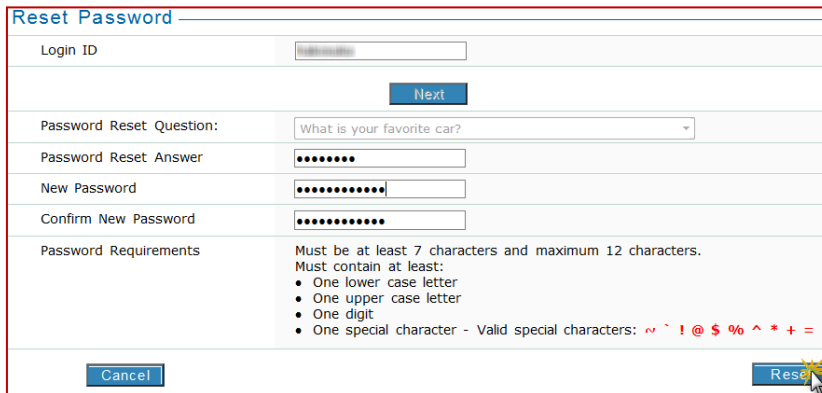 Reset Password
Login ID
Next
Password Reset Question: What is your favorite car?
Password Reset Answer ●●●●●●●●
New Password ●●●●●●●●●●●●
Confirm New Password ●●●●●●●●●●●●
Password Requirements Must be at least 7 characters and maximum 12 characters.
Must contain at least:
● One lower case letter
● One upper case letter
● One digit
● One special character - Valid special characters: ~ ` ! @ $ % ^ * + =
Cancel Rese